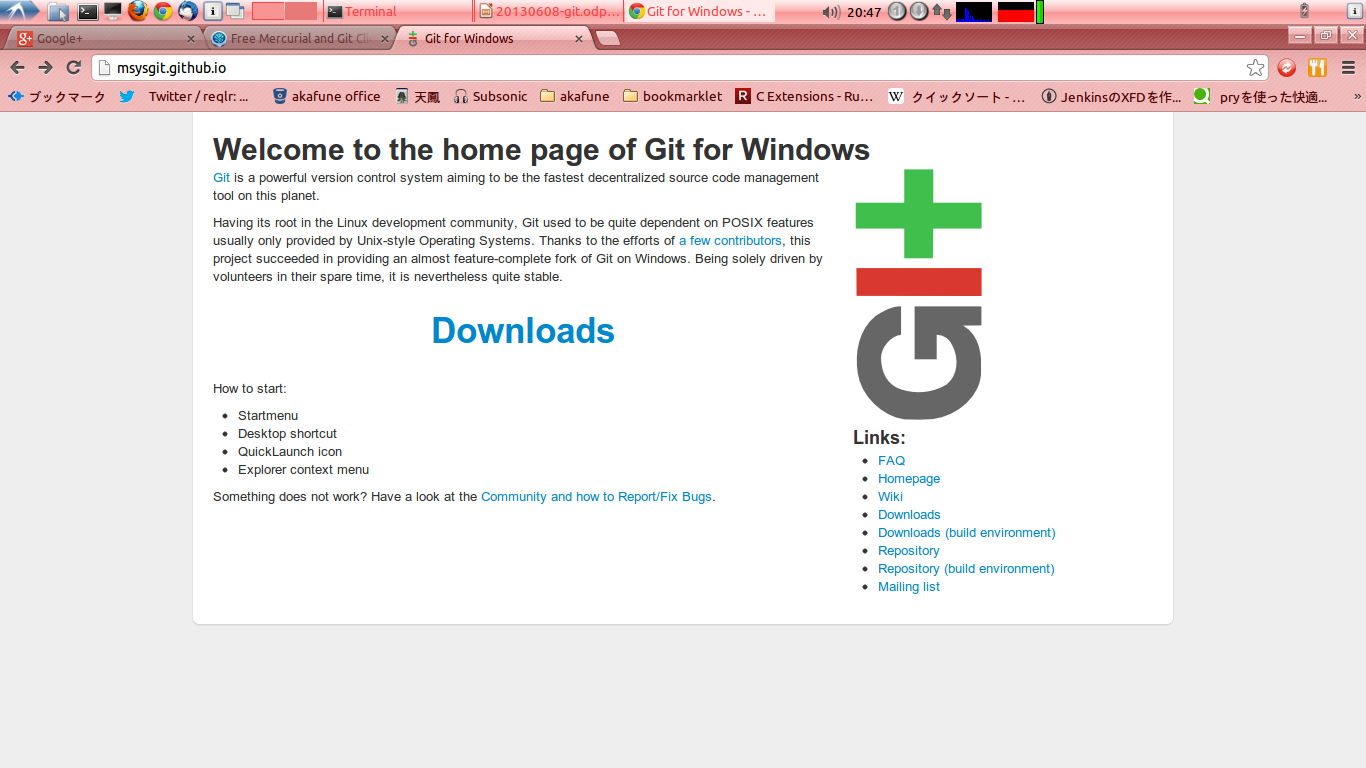 Terminal
20130608-git.odp...
Git for Windows - ...
20:47
Google+
Free Mercurial and Git Cli
Git for Windows
msysgit.github.io
ブックマーク
Twitter / reqlr: ...
akafune office
天鳳
Subsonic
akafune
bookmarklet
C Extensions - Ru...
クイックソート - ...
JenkinsのXFDを作...
pryを使った快適...
»
Welcome to the home page of Git for Windows
Git is a powerful version control system aiming to be the fastest decentralized source code management
tool on this planet.
Having its root in the Linux development community, Git used to be quite dependent on POSIX features
usually only provided by Unix-style Operating Systems. Thanks to the efforts of a few contributors, this
project succeeded in providing an almost feature-complete fork of Git on Windows. Being solely driven by
volunteers in their spare time, it is nevertheless quite stable.
Downloads
How to start:
Startmenu
Desktop shortcut
QuickLaunch icon
Explorer context menu
Something does not work? Have a look at the Community and how to Report/Fix Bugs.
GIt
Links:
FAQ
Homepage
Wiki
Downloads
Downloads (build environment)
Repository
Repository (build environment)
Mailing list